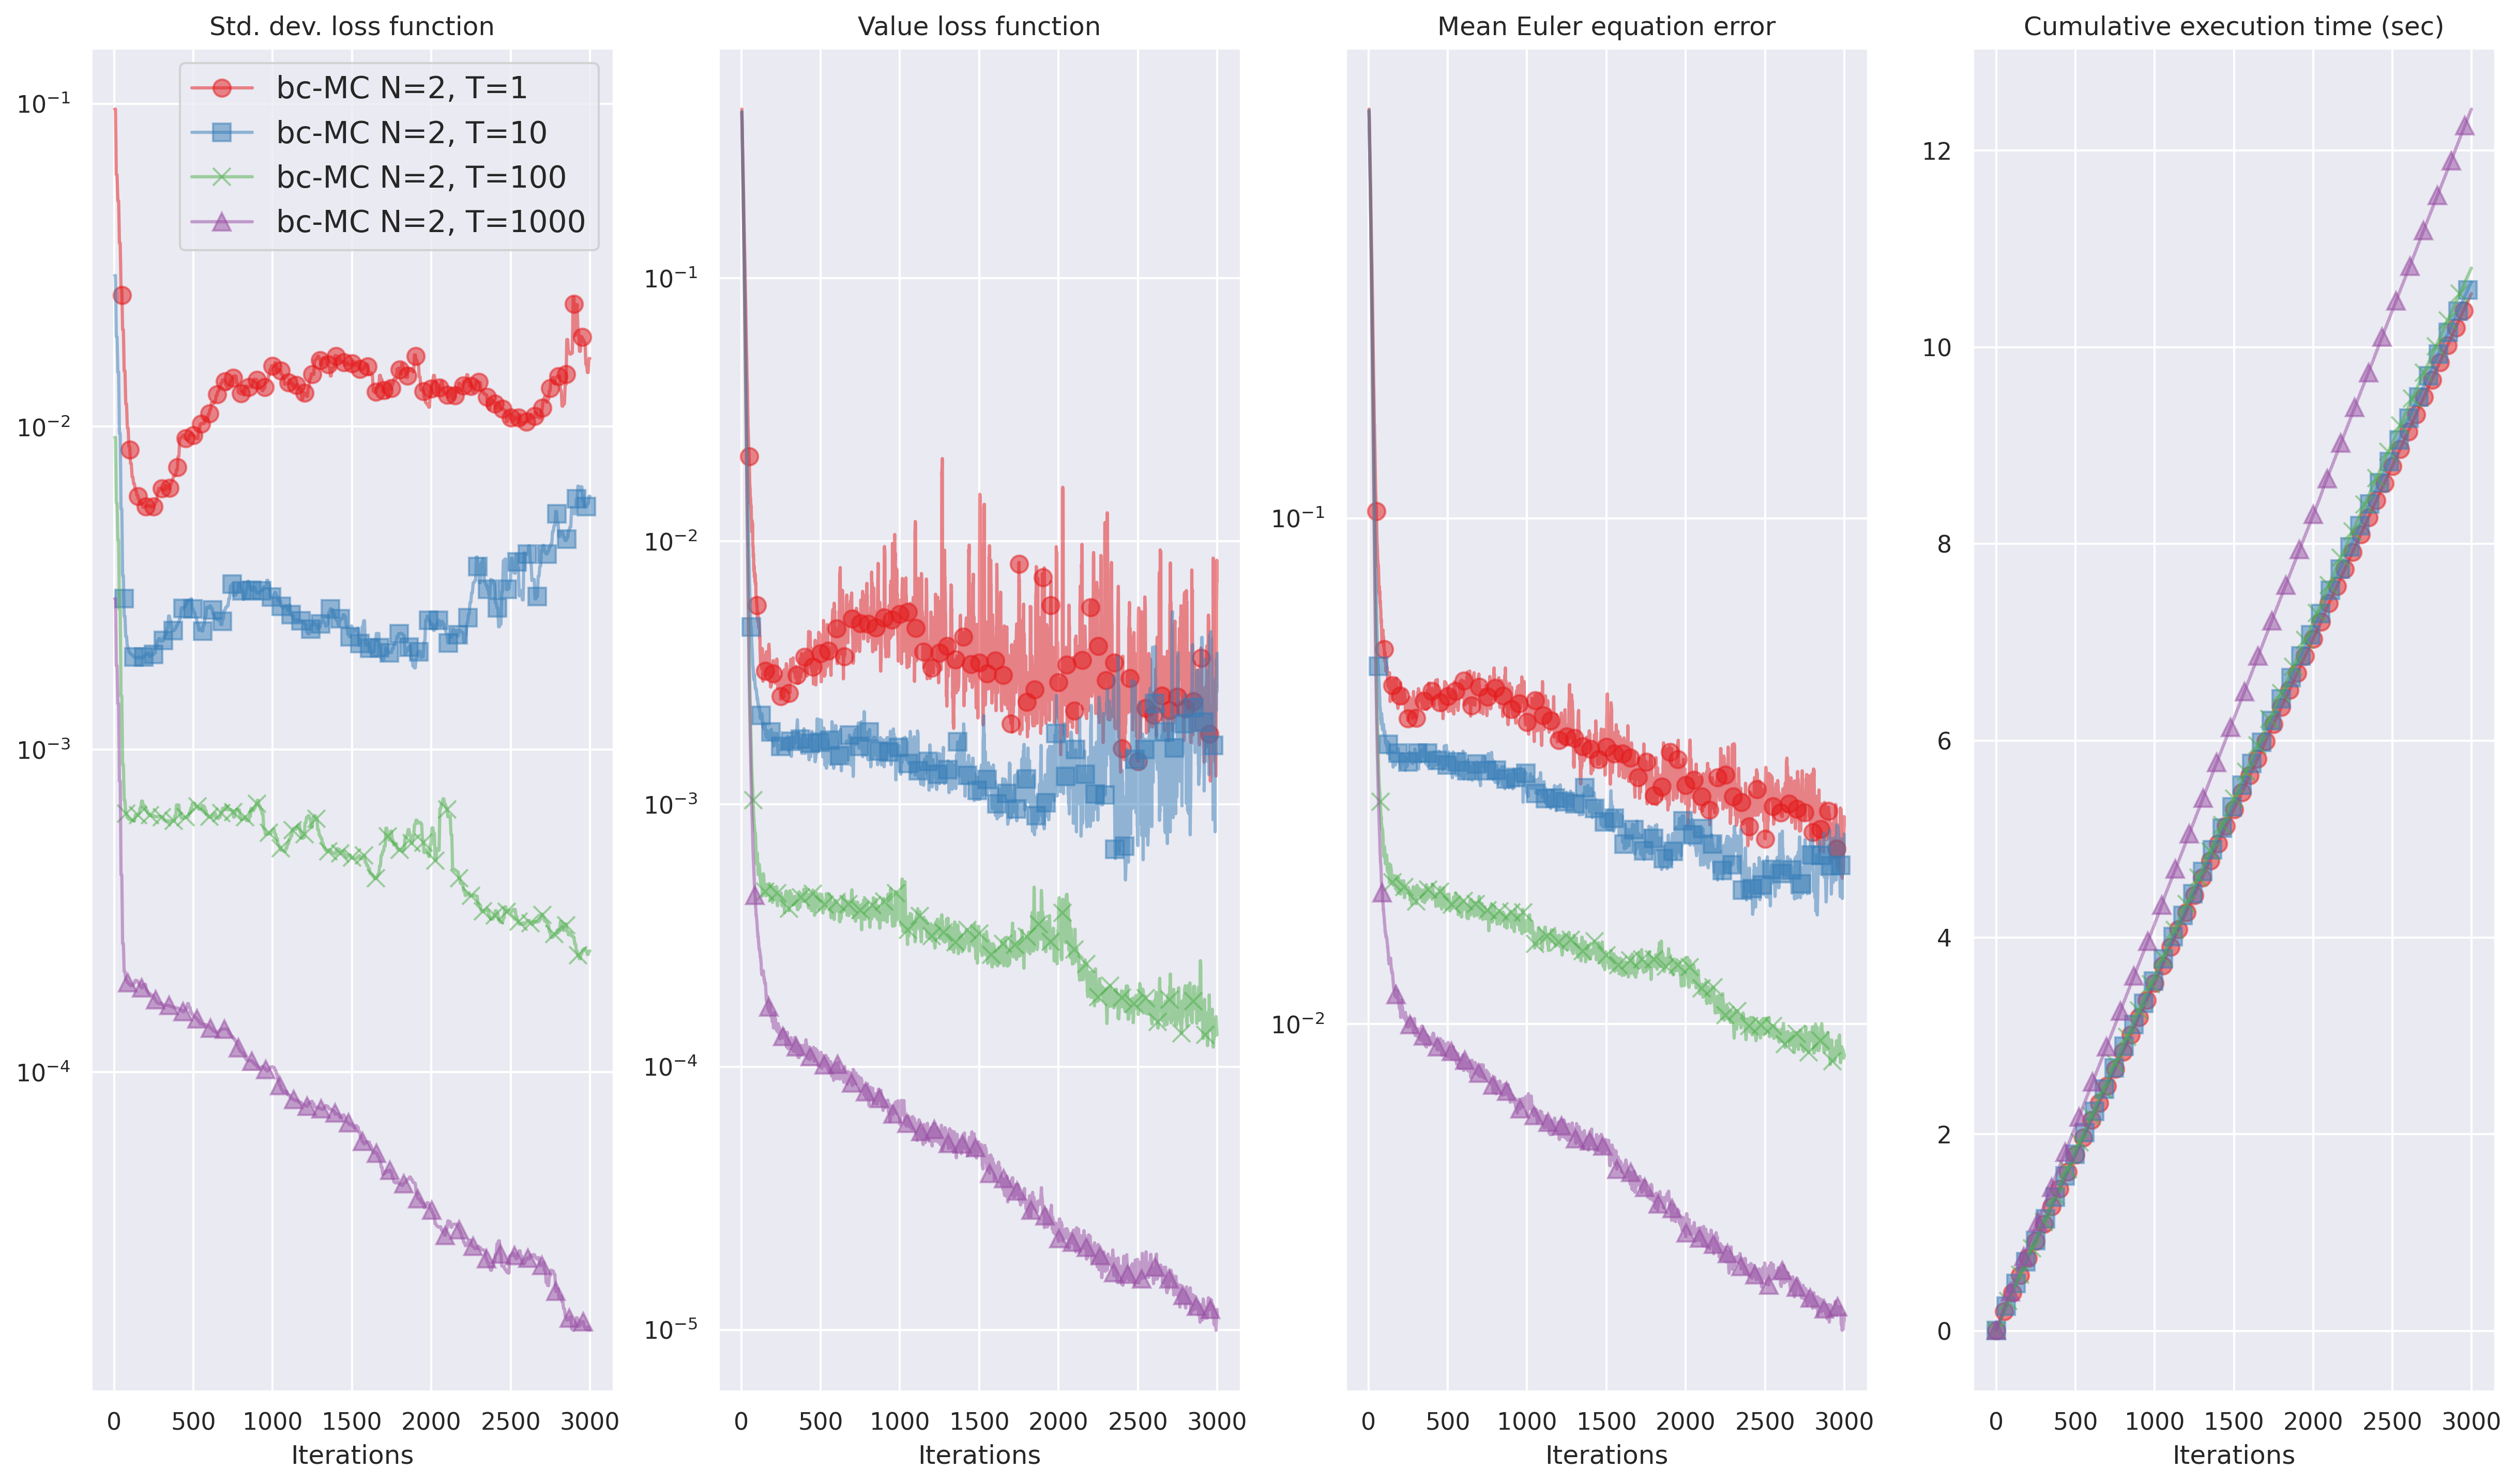 Std. dev. loss function
Value loss function
Mean Euler equation error
Cumulative execution time (sec)
bc-MC N=2, T=1
bc-MC N=2, T=10
bc-MC N=2, T=100
bc-MC N=2, T=1000
10⁻¹
10⁻²
10⁻³
10⁻⁴
0 500 1000 1500 2000 2500 3000
Iterations
10⁻¹
10⁻²
10⁻³
10⁻⁴
10⁻⁵
0 500 1000 1500 2000 2500 3000
Iterations
10⁻¹
10⁻²
0 500 1000 1500 2000 2500 3000
Iterations
12
10
8
6
4
2
0
0 500 1000 1500 2000 2500 3000
Iterations